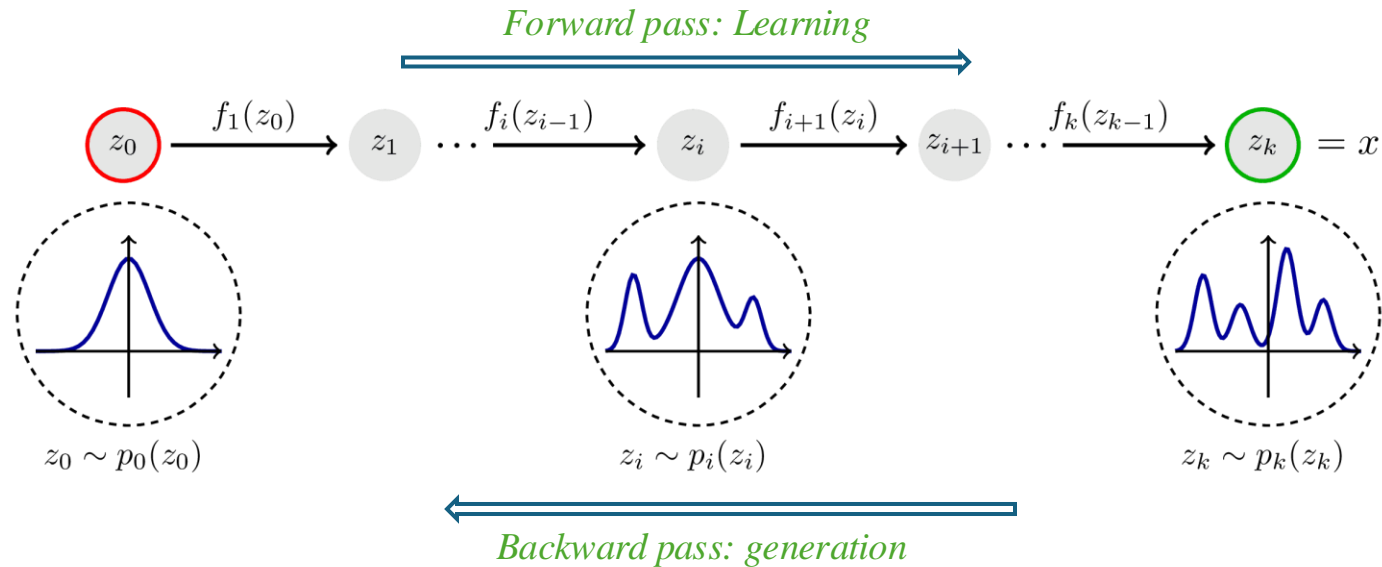 Forward pass: Learning
f₁(z₀) fᵢ(zᵢ₋₁) fᵢ₊₁(zᵢ) fₖ(zₖ₋₁)
z₀ z₁ ··· zᵢ zᵢ₊₁ ··· zₖ = x
z₀ ∼ p₀(z₀) zᵢ ∼ pᵢ(zᵢ) zₖ ∼ pₖ(zₖ)
Backward pass: generation